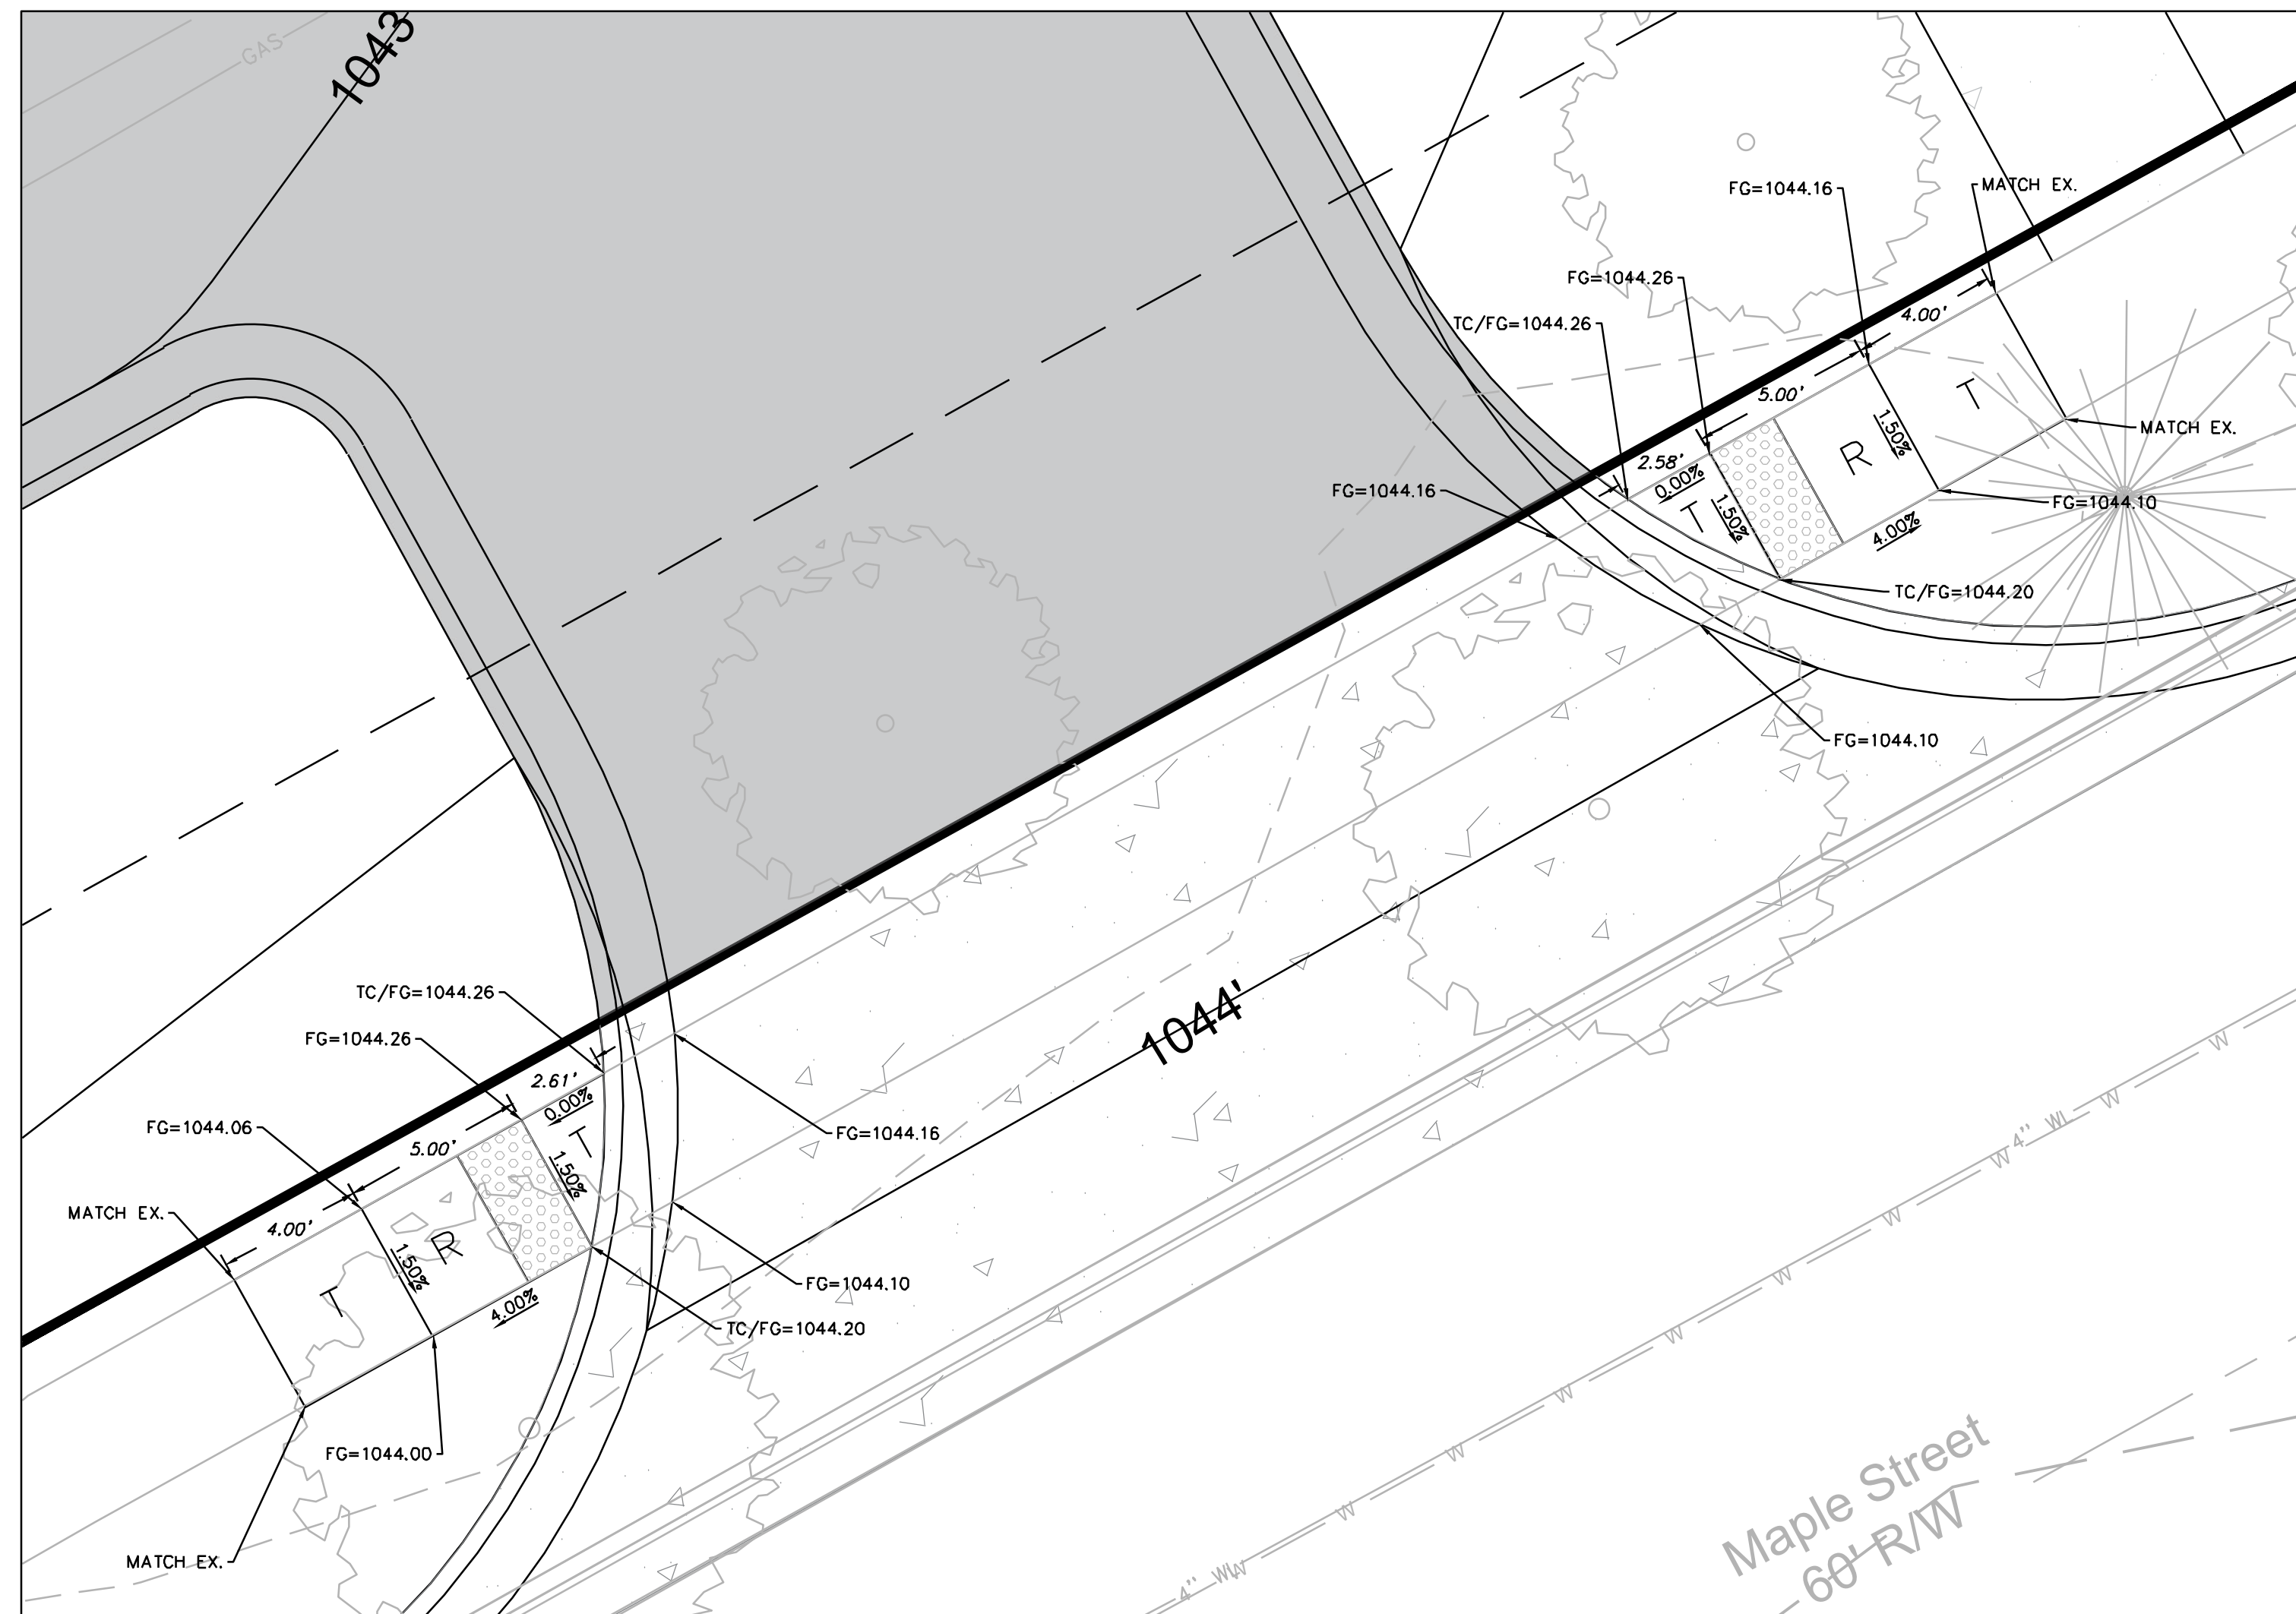 GAS
1043
FG=1044.16
MATCH EX.
FG=1044.26
TC/FG=1044.26
4.00'
5.00'
2.58'
0.00%
T
1.50%
R
1.50%
T
MATCH EX.
FG=1044.16
FG=1044.10
4.00%
TC/FG=1044.20
FG=1044.10
TC/FG=1044.26
FG=1044.26
1044'
2.61'
0.00%
T
FG=1044.06
5.00'
1.50%
FG=1044.16
MATCH EX.
4.00'
1.50%
R
T
4.00%
FG=1044.10
TC/FG=1044.20
FG=1044.00
MATCH EX.
W
W
4" WL
W
W
W
W
W
W
W
4" WL
W
Maple Street
60' R/W